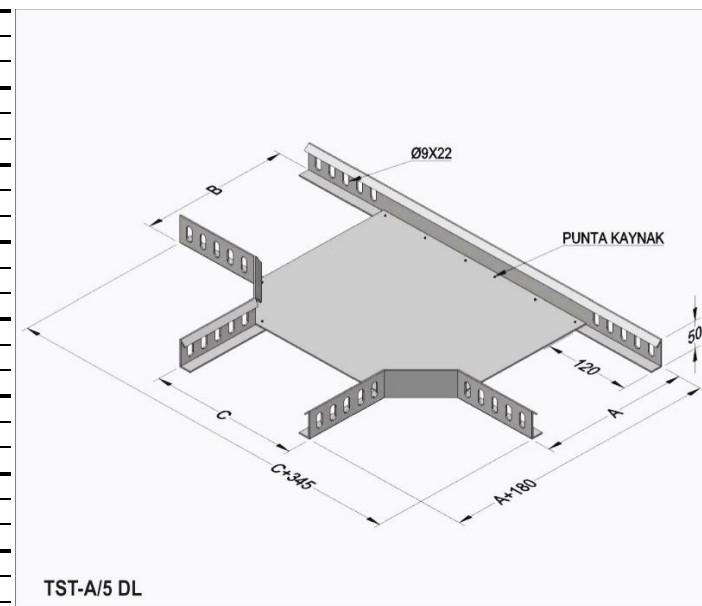 Ø9X22
B
PUNTA KAYNAK
50
120
A
C
A+180
C+345
TST-A/5 DL